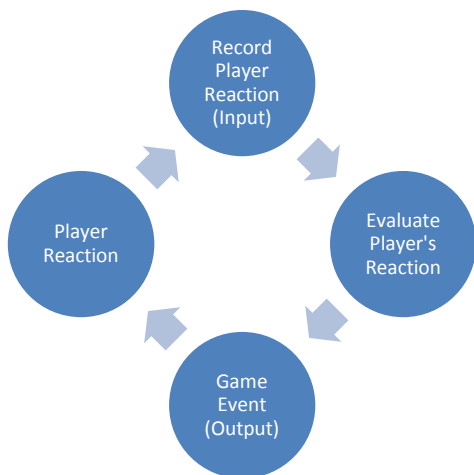 Record
Player
Reaction
(Input)
Evaluate
Player's
Reaction
Game
Event
(Output)
Player
Reaction